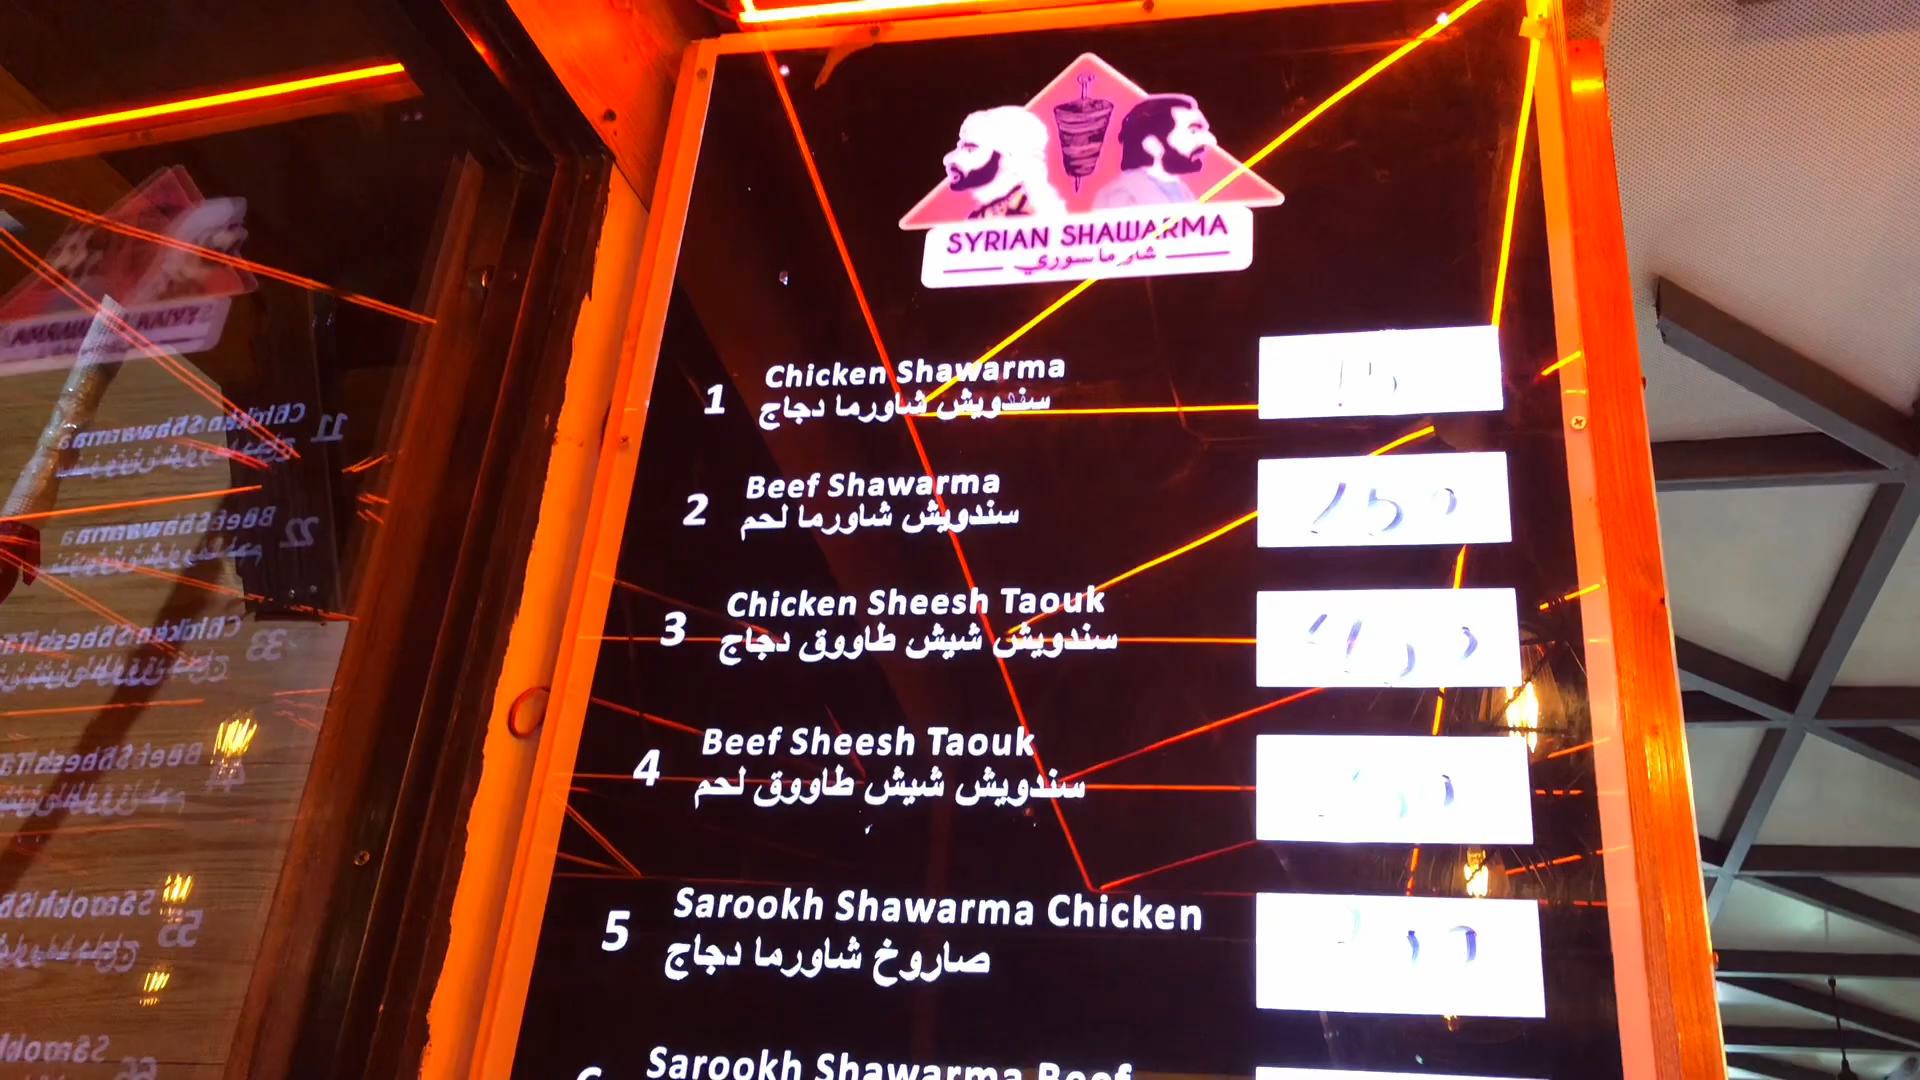 SYRIAN SHAWARMA
شاورما سوري
1 Chicken Shawarma
سندويش شاورما دجاج
2 Beef Shawarma
سندويش شاورما لحم
3 Chicken Sheesh Taouk
سندويش شيش طاووق دجاج
4 Beef Sheesh Taouk
سندويش شيش طاووق لحم
5 Sarookh Shawarma Chicken
صاروخ شاورما دجاج
Sarookh Shawarma Beef